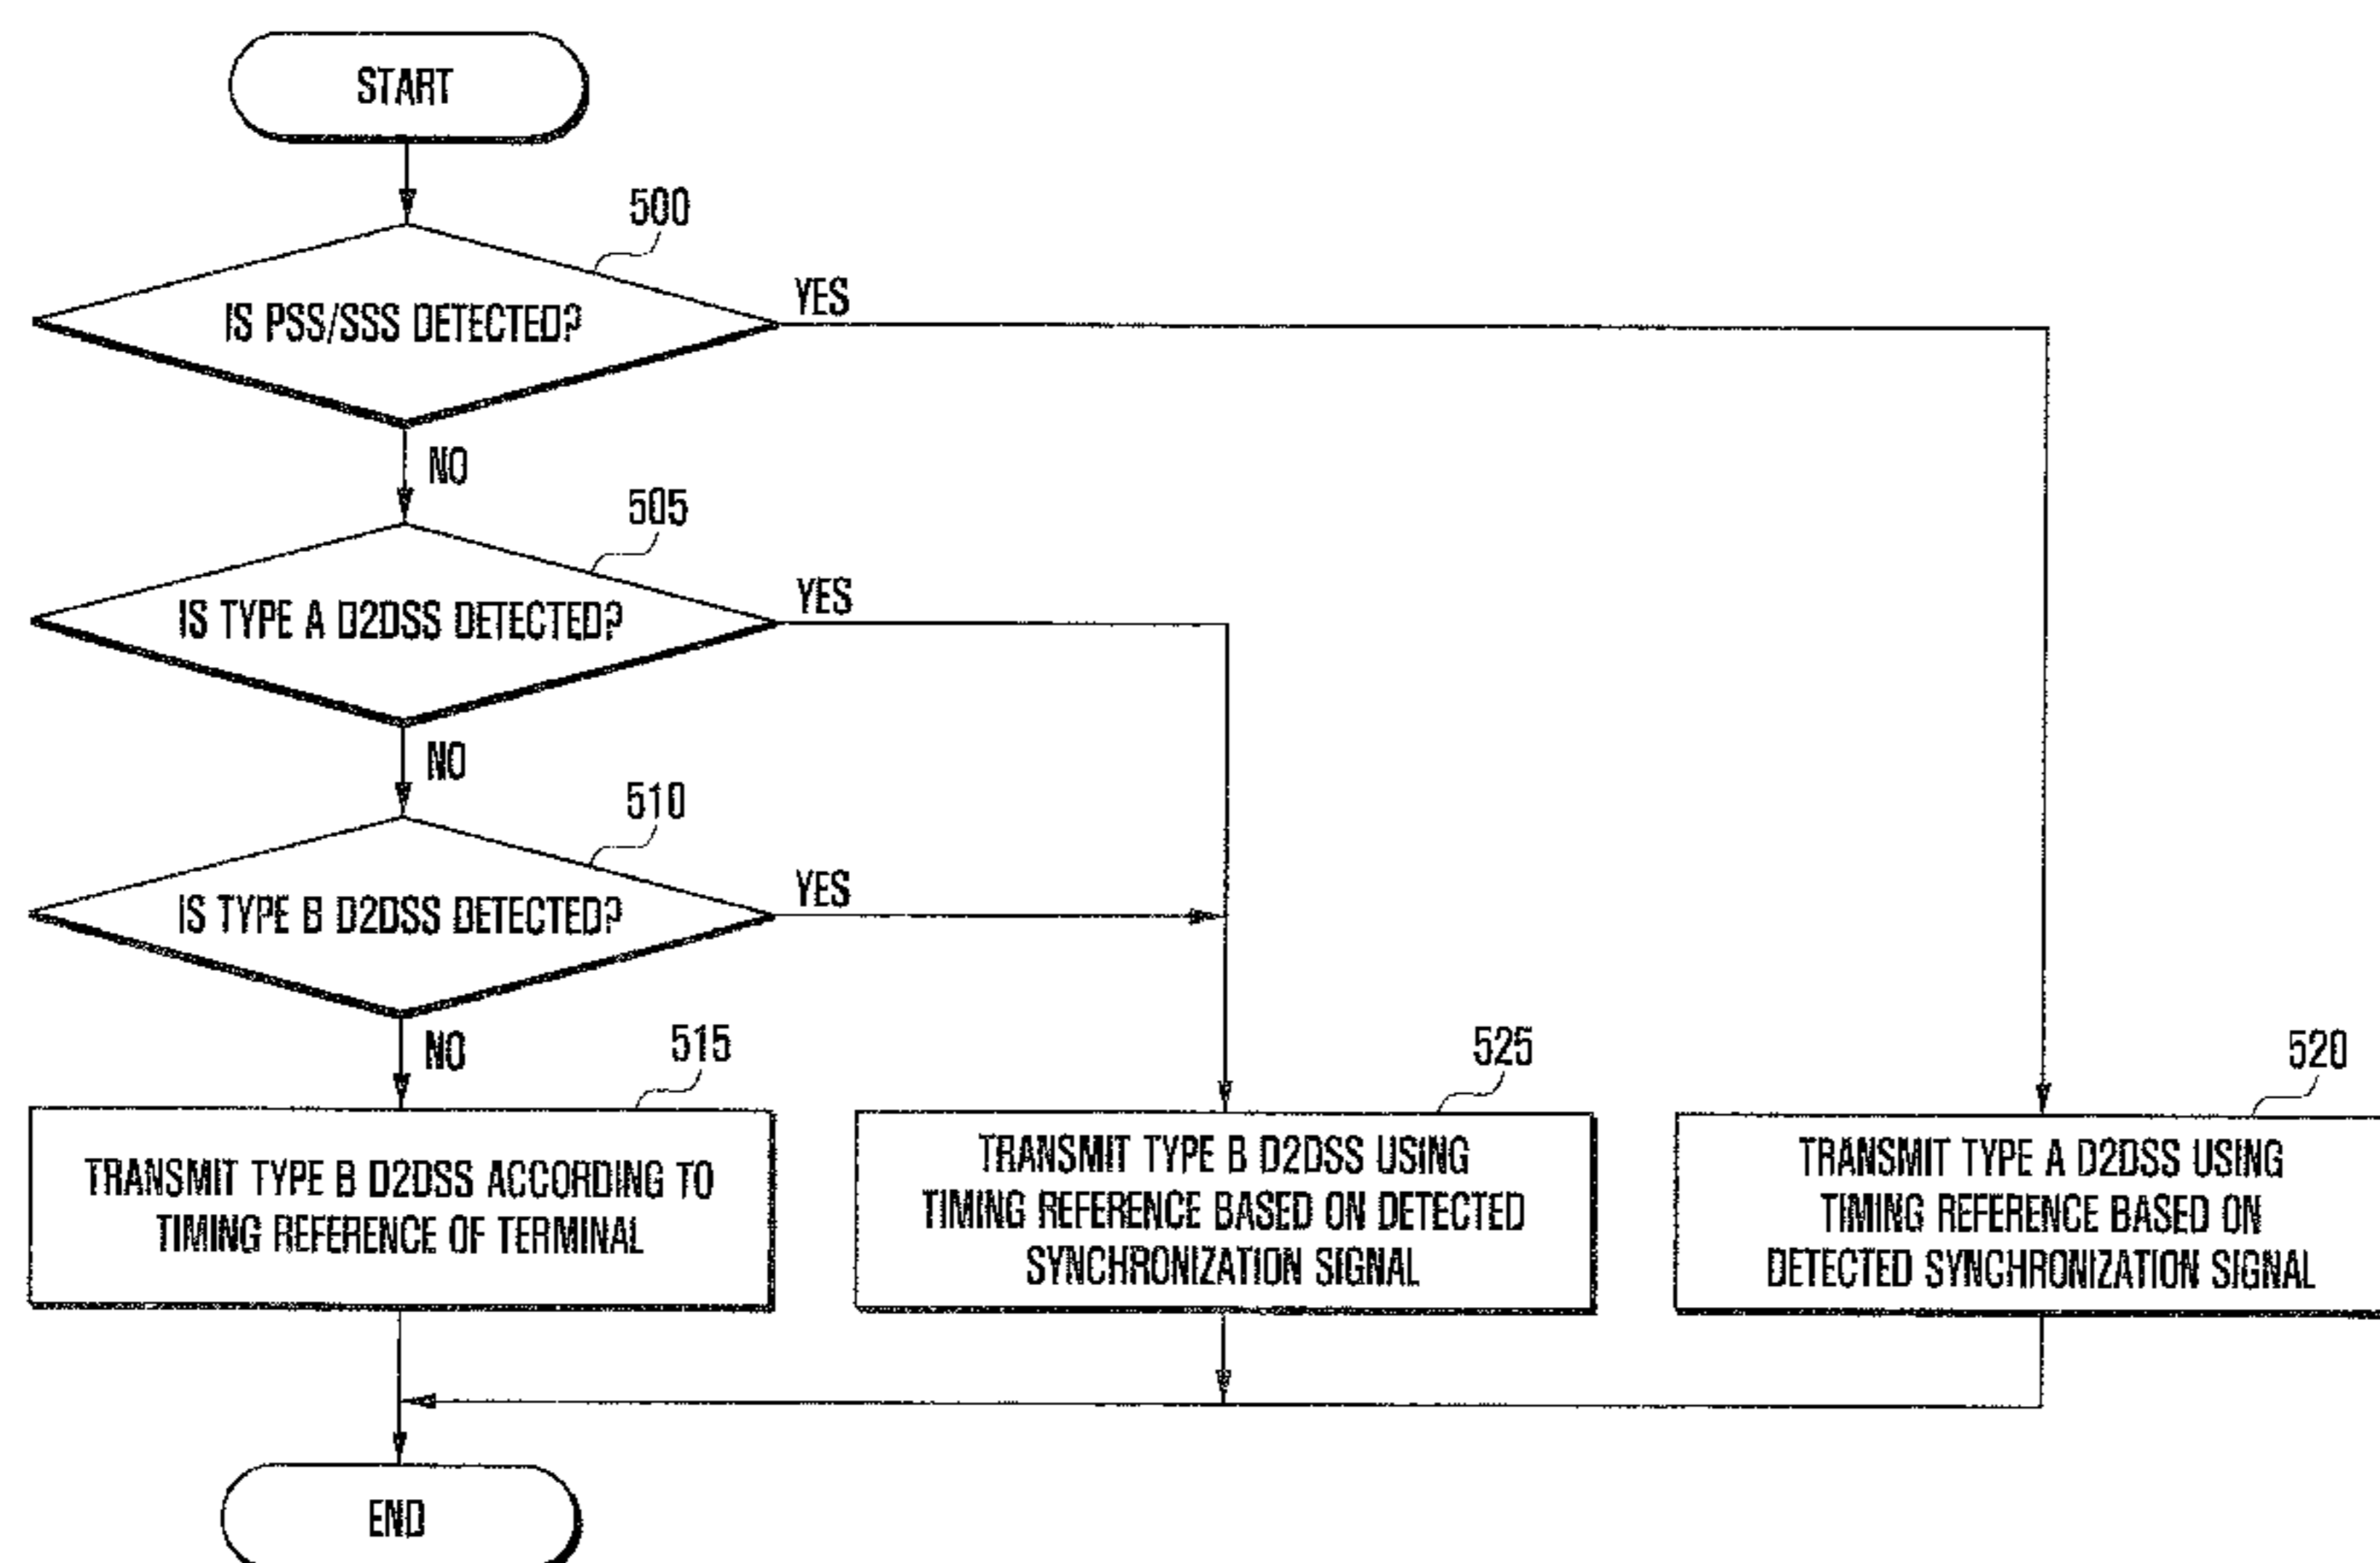 START
500
IS PSS/SSS DETECTED?
YES
NO
505
IS TYPE A D2DSS DETECTED?
YES
NO
510
IS TYPE B D2DSS DETECTED?
YES
NO
515
TRANSMIT TYPE B D2DSS ACCORDING TO
TIMING REFERENCE OF TERMINAL
525
TRANSMIT TYPE B D2DSS USING
TIMING REFERENCE BASED ON DETECTED
SYNCHRONIZATION SIGNAL
520
TRANSMIT TYPE A D2DSS USING
TIMING REFERENCE BASED ON
DETECTED SYNCHRONIZATION SIGNAL
END